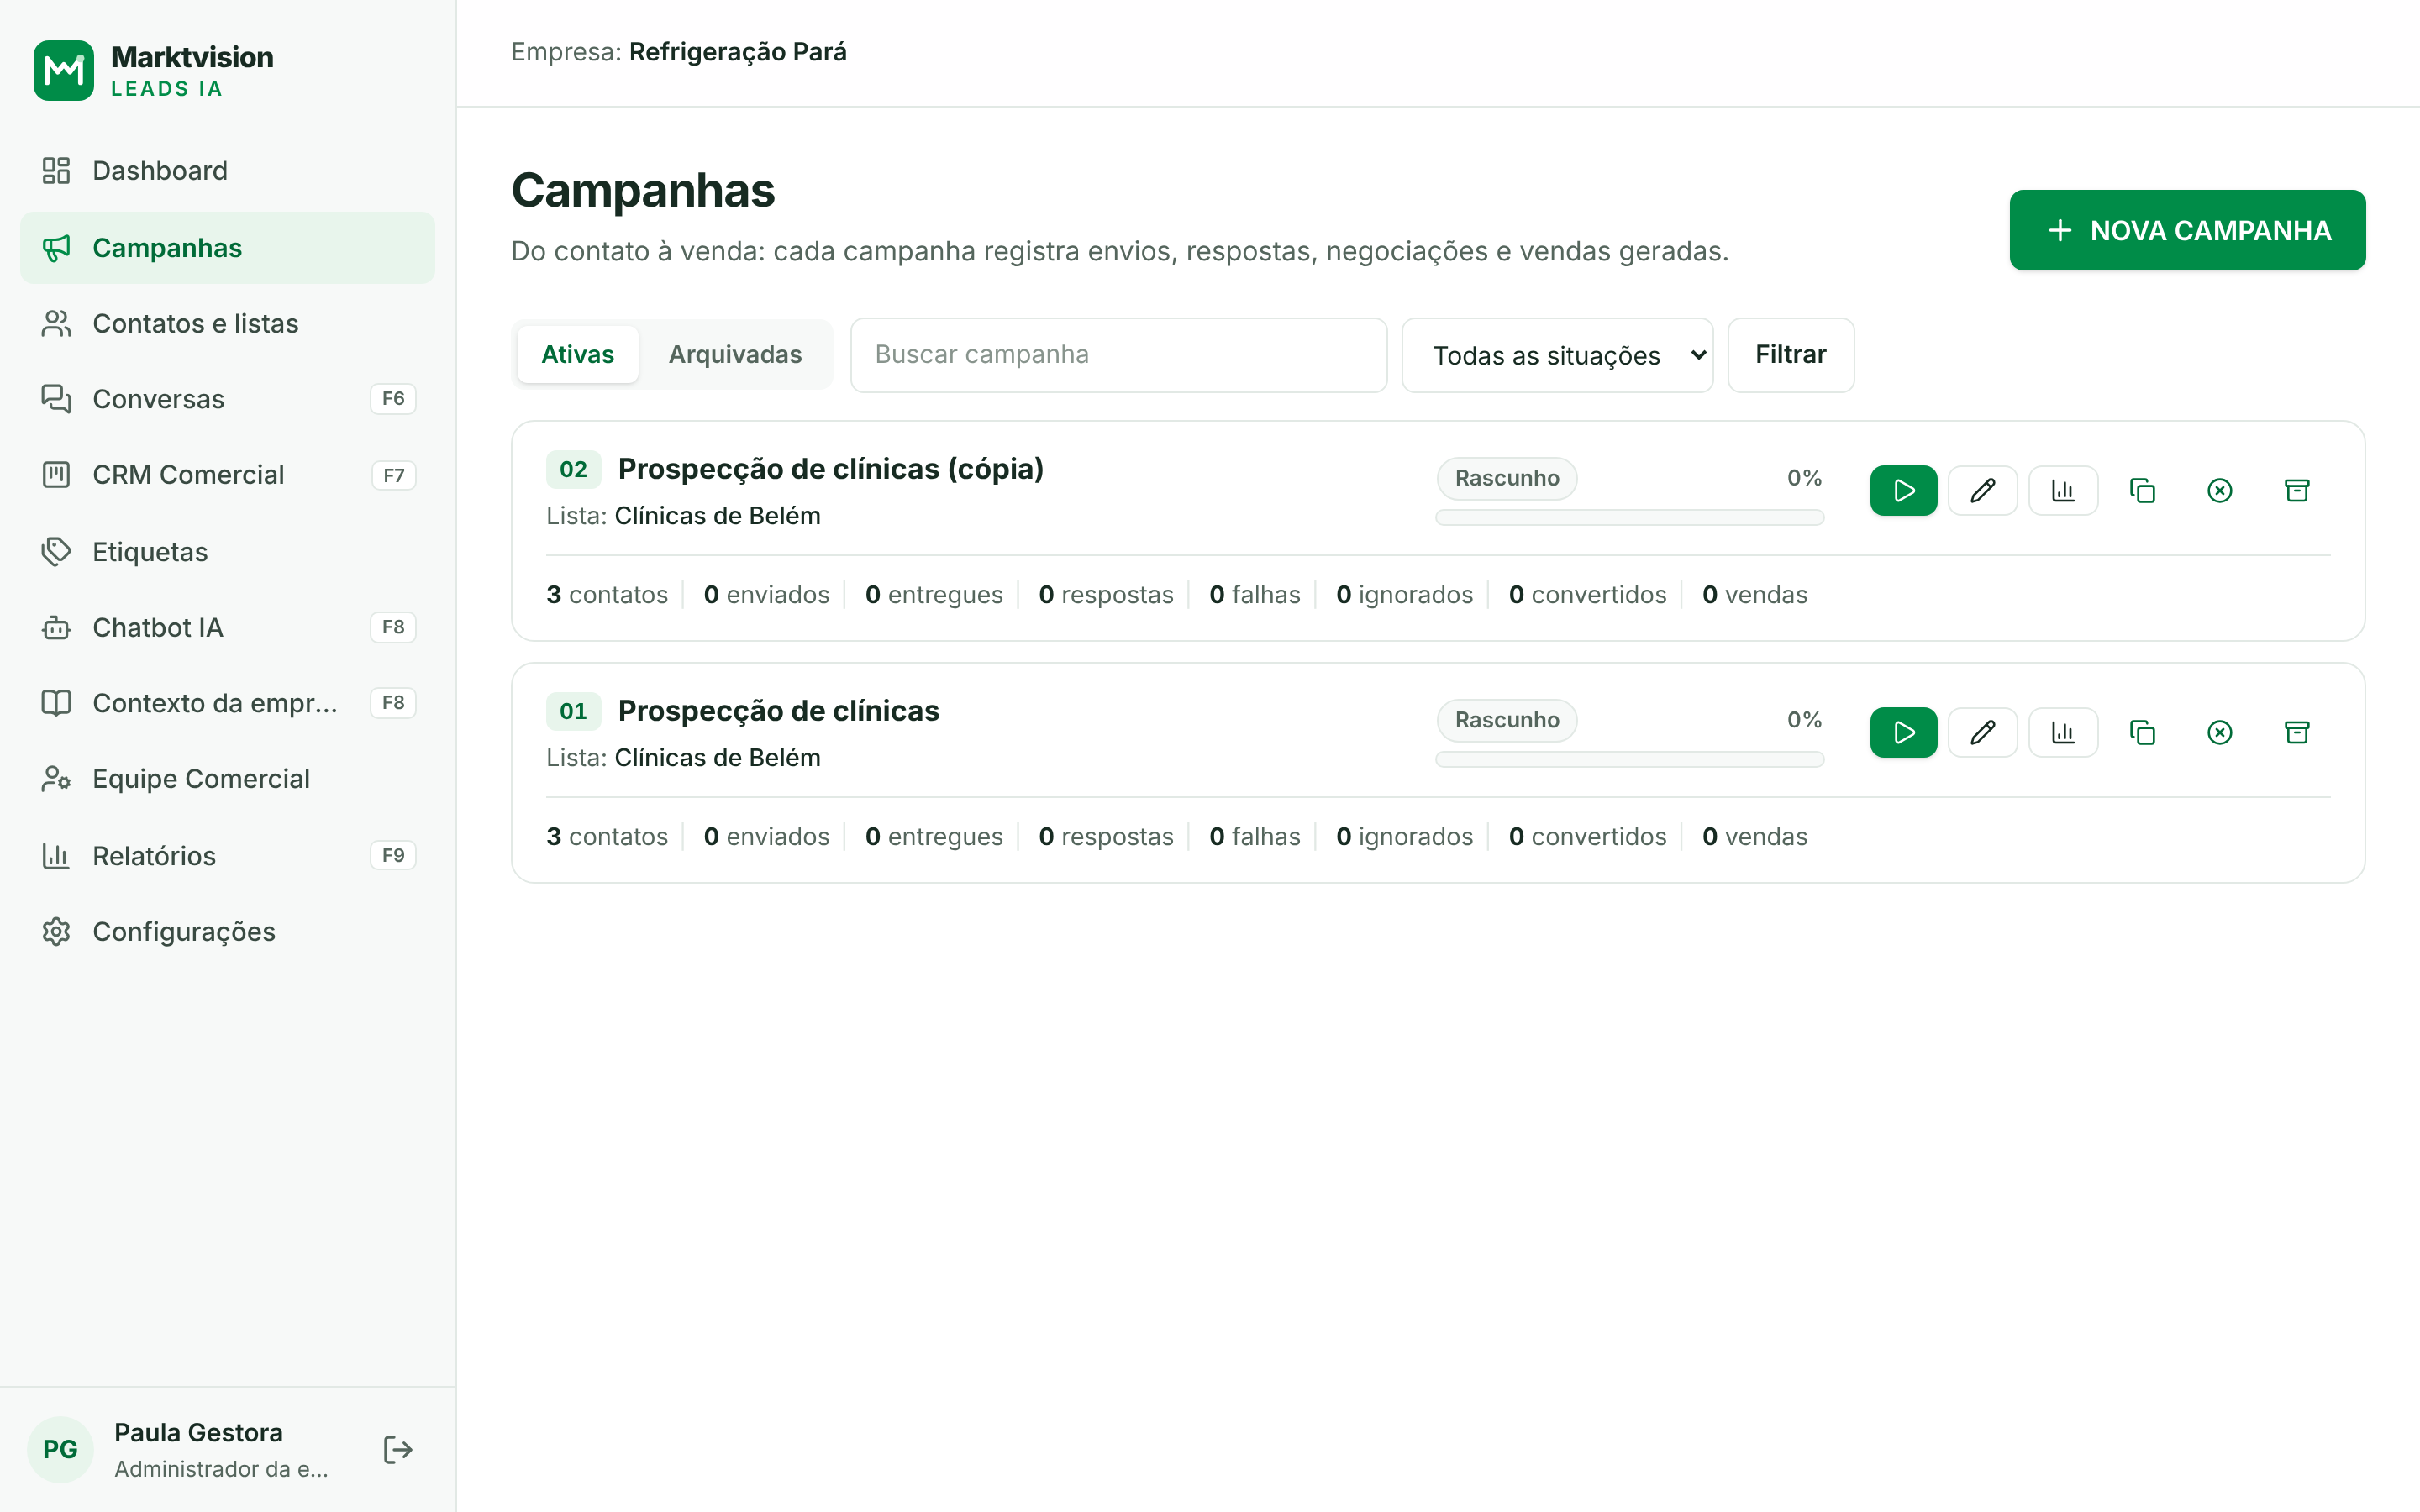 Marktvision
LEADS IA
Dashboard
Campanhas
Contatos e listas
Conversas F6
CRM Comercial F7
Etiquetas
Chatbot IA F8
Contexto da empr... F8
Equipe Comercial
Relatórios F9
Configurações
PG
Paula Gestora
Administrador da e...
Empresa: Refrigeração Pará
Campanhas
Do contato à venda: cada campanha registra envios, respostas, negociações e vendas geradas.
NOVA CAMPANHA
Ativas Arquivadas Buscar campanha Todas as situações Filtrar
02 Prospecção de clínicas (cópia)
Lista: Clínicas de Belém
Rascunho 0%
3 contatos 0 enviados 0 entregues 0 respostas 0 falhas 0 ignorados 0 convertidos 0 vendas
01 Prospecção de clínicas
Lista: Clínicas de Belém
Rascunho 0%
3 contatos 0 enviados 0 entregues 0 respostas 0 falhas 0 ignorados 0 convertidos 0 vendas